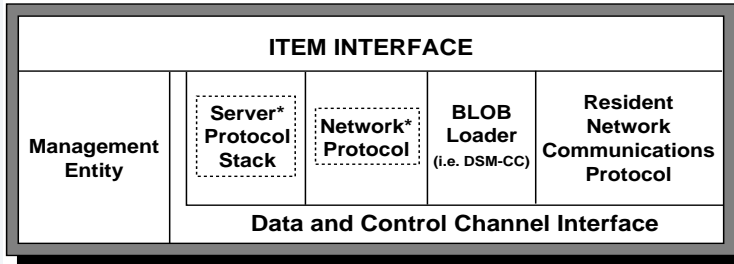 ITEM INTERFACE
Management
Entity
Server*
Protocol
Stack
Network*
Protocol
BLOB
Loader
(i.e. DSM-CC)
Resident
Network
Communications
Protocol
Data and Control Channel Interface